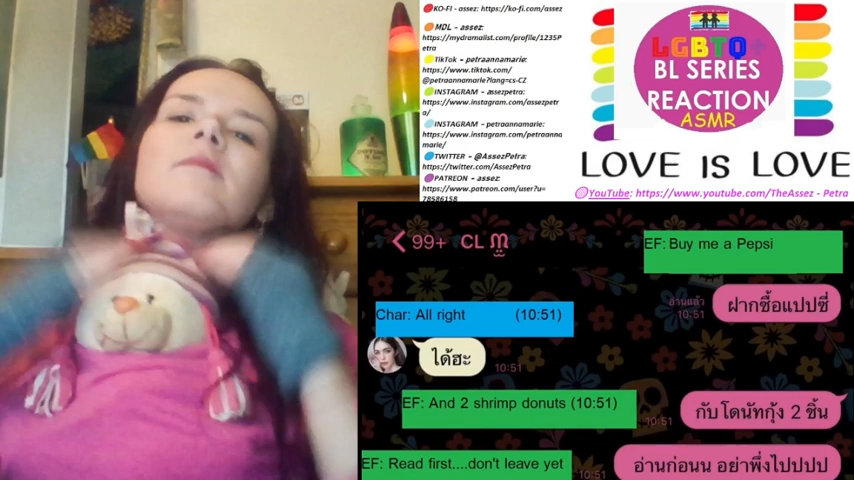 KO-FI - assez: https://ko-fi.com/assez
MDL - assez:
https://mydramalist.com/profile/1235P
etra
TikTok - petraannamarie:
https://www.tiktok.com/
@petraannamarie?lang=cs-CZ
INSTAGRAM - assezpetra:
https://www.instagram.com/assezpetr
a/
INSTAGRAM - petraannamarie:
https://www.instagram.com/petraanna
marie/
TWITTER - @AssezPetra:
https://twitter.com/AssezPetra
PATREON - assez:
https://www.patreon.com/user?u=
78586158
LGBTQ+
BL SERIES
REACTION
ASMR
LOVE IS LOVE
YouTube: https://www.youtube.com/TheAssez - Petra
99+ CL
EF: Buy me a Pepsi
อ่านแล้ว
10:51
ฝากซื้อแปปซี่
Char: All right (10:51)
ได้ฮะ
10:51
EF: And 2 shrimp donuts (10:51)
10:51
กับโดนัทกุ้ง 2 ชิ้น
EF: Read first....don't leave yet
อ่านก่อนน อย่าพึ่งไปปปป